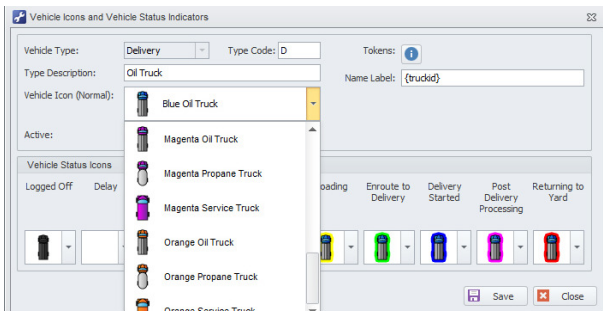 Vehicle Icons and Vehicle Status Indicators
Vehicle Type: Delivery Type Code: D Tokens:
Type Description: Oil Truck Name Label: {truckid}
Vehicle Icon (Normal): Blue Oil Truck
Active: Magenta Oil Truck
Magenta Propane Truck
Vehicle Status Icons
Logged Off Delay oading Enroute to Delivery Delivery Started Post Delivery Processing Returning to Yard
Magenta Service Truck
Orange Oil Truck
Orange Propane Truck
Orange Service Truck
Save Close